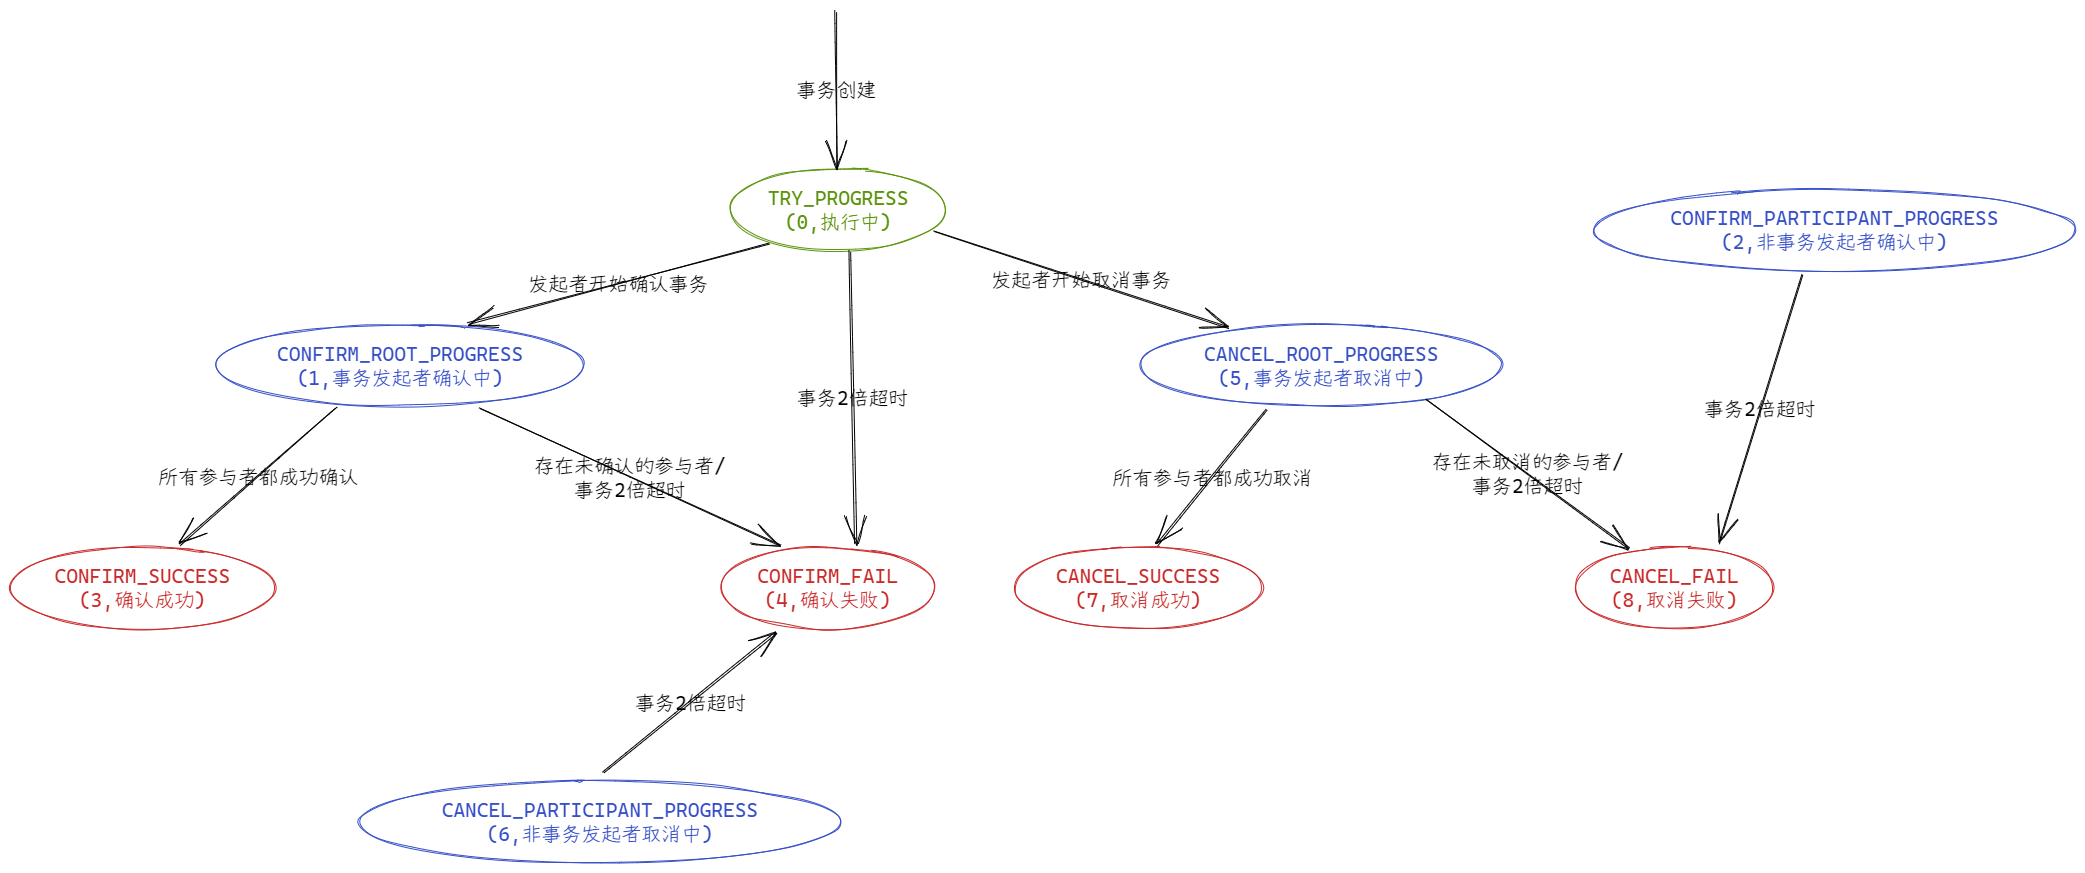 事务创建
TRY_PROGRESS
(0,执行中)
CONFIRM_PARTICIPANT_PROGRESS
(2,非事务发起者确认中)
发起者开始确认事务
发起者开始取消事务
CONFIRM_ROOT_PROGRESS
(1,事务发起者确认中)
CANCEL_ROOT_PROGRESS
(5,事务发起者取消中)
事务2倍超时
事务2倍超时
所有参与者都成功确认
存在未确认的参与者/
事务2倍超时
所有参与者都成功取消
存在未取消的参与者/
事务2倍超时
CONFIRM_SUCCESS
(3,确认成功)
CONFIRM_FAIL
(4,确认失败)
CANCEL_SUCCESS
(7,取消成功)
CANCEL_FAIL
(8,取消失败)
事务2倍超时
CANCEL_PARTICIPANT_PROGRESS
(6,非事务发起者取消中)